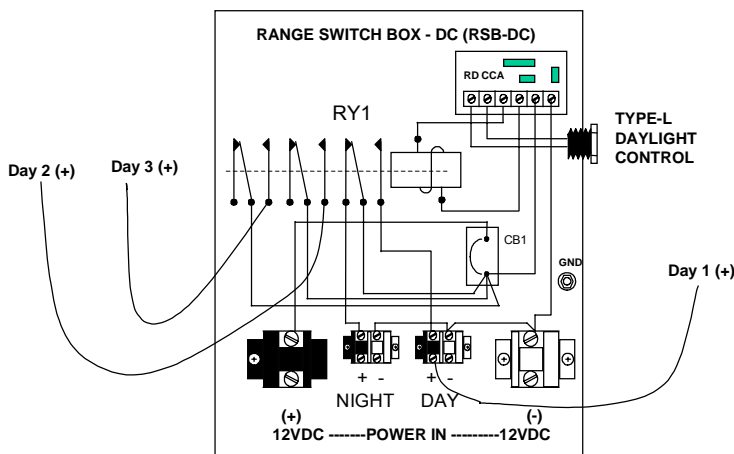 RANGE SWITCH BOX - DC (RSB-DC)
RD CCA
RY1
TYPE-L
DAYLIGHT
CONTROL
Day 2 (+)
Day 3 (+)
CB1
GND
Day 1 (+)
+ -
+ -
NIGHT
DAY
(+)
(-)
12VDC -------POWER IN ---------12VDC